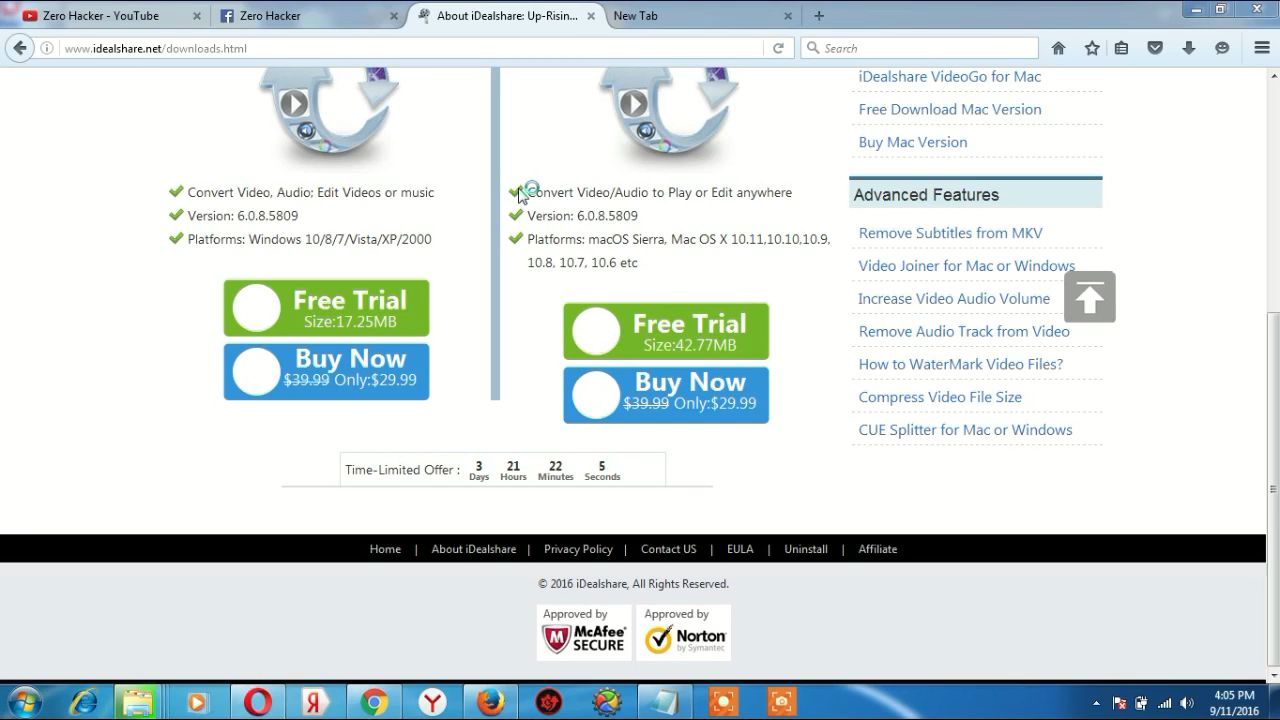 Zero Hacker - YouTube
Zero Hacker
About iDealshare: Up-Risin...
New Tab
www.idealshare.net/downloads.html
Search
iDealshare VideoGo for Mac
Free Download Mac Version
Buy Mac Version
Advanced Features
Remove Subtitles from MKV
Video Joiner for Mac or Windows
Increase Video Audio Volume
Remove Audio Track from Video
How to WaterMark Video Files?
Compress Video File Size
CUE Splitter for Mac or Windows
Convert Video, Audio; Edit Videos or music
Version: 6.0.8.5809
Platforms: Windows 10/8/7/Vista/XP/2000
Free Trial
Size:17.25MB
Buy Now
$39.99 Only:$29.99
Convert Video/Audio to Play or Edit anywhere
Version: 6.0.8.5809
Platforms: macOS Sierra, Mac OS X 10.11,10.10,10.9,
10.8, 10.7, 10.6 etc
Free Trial
Size:42.77MB
Buy Now
$39.99 Only:$29.99
Time-Limited Offer : 3 21 22 5
Days Hours Minutes Seconds
Home | About iDealshare | Privacy Policy | Contact US | EULA | Uninstall | Affiliate
© 2016 iDealshare, All Rights Reserved.
Approved by Approved by
McAfee Norton
SECURE by Symantec
4:05 PM
9/11/2016